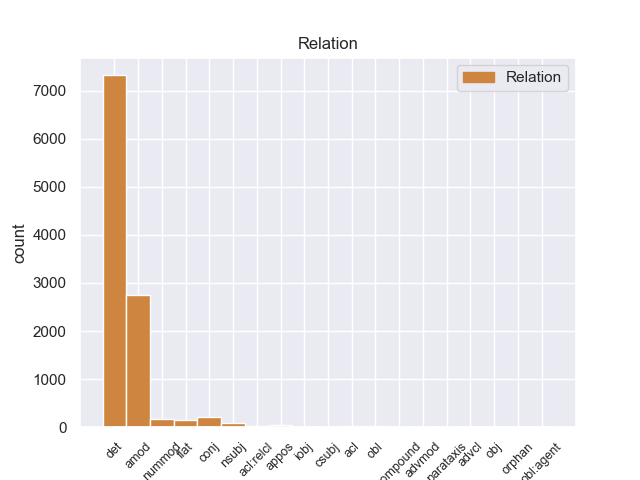 Relation
Relation
count
7000
6000
5000
4000
3000
2000
1000
0
det
amod
nummod
flat
conj
nsubj
acl:relcl
appos
iobj
csubj
acl
obl
ompound
advmod
parataxis
advcl
obj
orphan
obl:agent